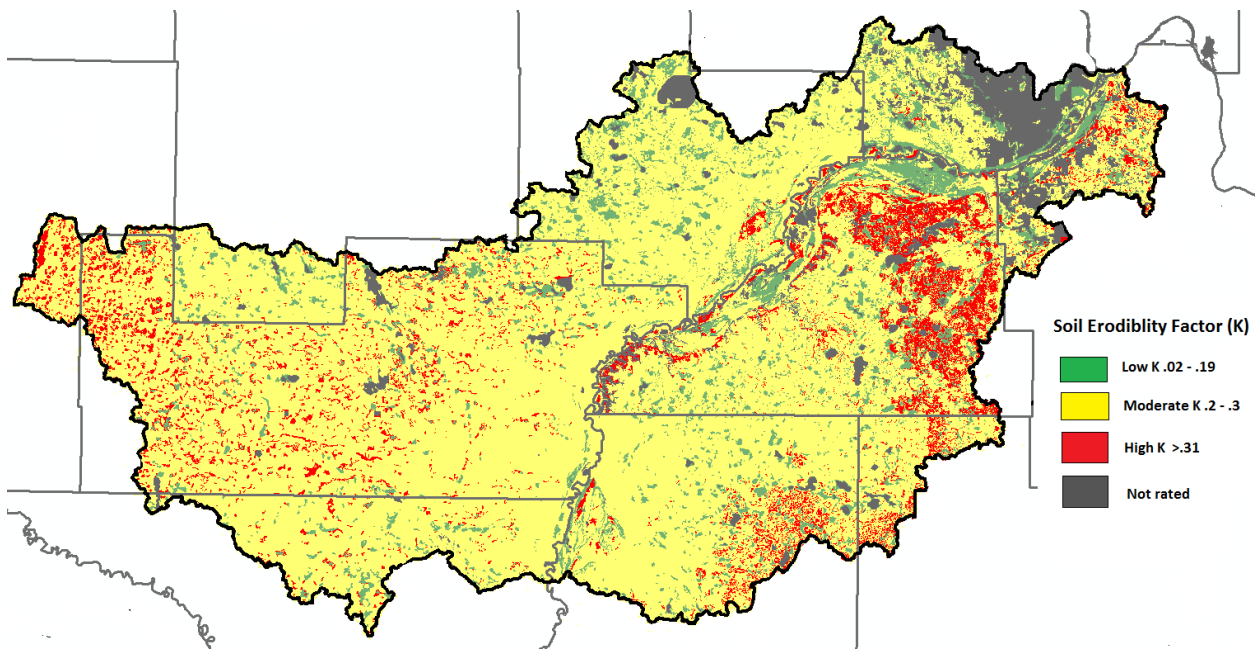 Soil Erodiblity Factor (K)
Low K .02 - .19
Moderate K .2 - .3
High K >.31
Not rated